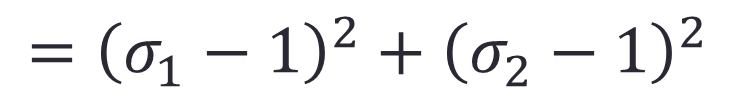 = (σ₁ − 1)² + (σ₂ − 1)²